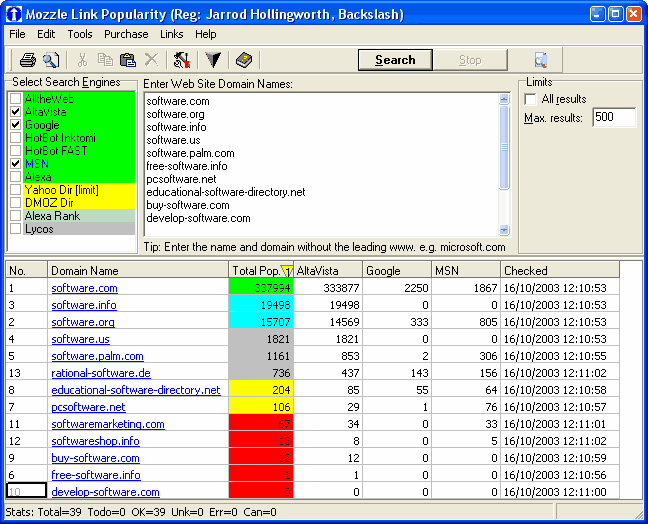 Mozzle Link Popularity (Reg: Jarrod Hollingworth, Backslash)
File Edit Tools Purchase Links Help
Search Stop
Select Search Engines
AlltheWeb
AltaVista
Google
HotBot Inktomi
HotBot FAST
MSN
Alexa
Yahoo Dir [limit]
DMOZ Dir
Alexa Rank
Lycos
Enter Web Site Domain Names:
software.com
software.org
software.info
software.us
software.palm.com
free-software.info
pcsoftware.net
educational-software-directory.net
buy-software.com
develop-software.com
Tip: Enter the name and domain without the leading www. e.g. microsoft.com
Limits
All results
Max. results: 500
No. Domain Name Total Pop. 1 AltaVista Google MSN Checked
1 software.com 337994 333877 2250 1867 16/10/2003 12:10:53
3 software.info 19498 19498 0 0 16/10/2003 12:10:53
2 software.org 15707 14569 333 805 16/10/2003 12:10:53
4 software.us 1821 1821 0 0 16/10/2003 12:10:53
5 software.palm.com 1161 853 2 306 16/10/2003 12:10:55
13 rational-software.de 736 437 143 156 16/10/2003 12:11:02
8 educational-software-directory.net 204 85 55 64 16/10/2003 12:10:58
7 pcsoftware.net 106 29 1 76 16/10/2003 12:10:57
11 softwaremarketing.com 67 34 0 33 16/10/2003 12:11:01
12 softwareshop.info 13 8 0 5 16/10/2003 12:11:02
9 buy-software.com 12 12 0 0 16/10/2003 12:10:59
6 free-software.info 1 1 0 0 16/10/2003 12:10:56
10 develop-software.com 0 0 0 0 16/10/2003 12:11:00
Stats: Total=39 Todo=0 OK=39 Unk=0 Err=0 Can=0